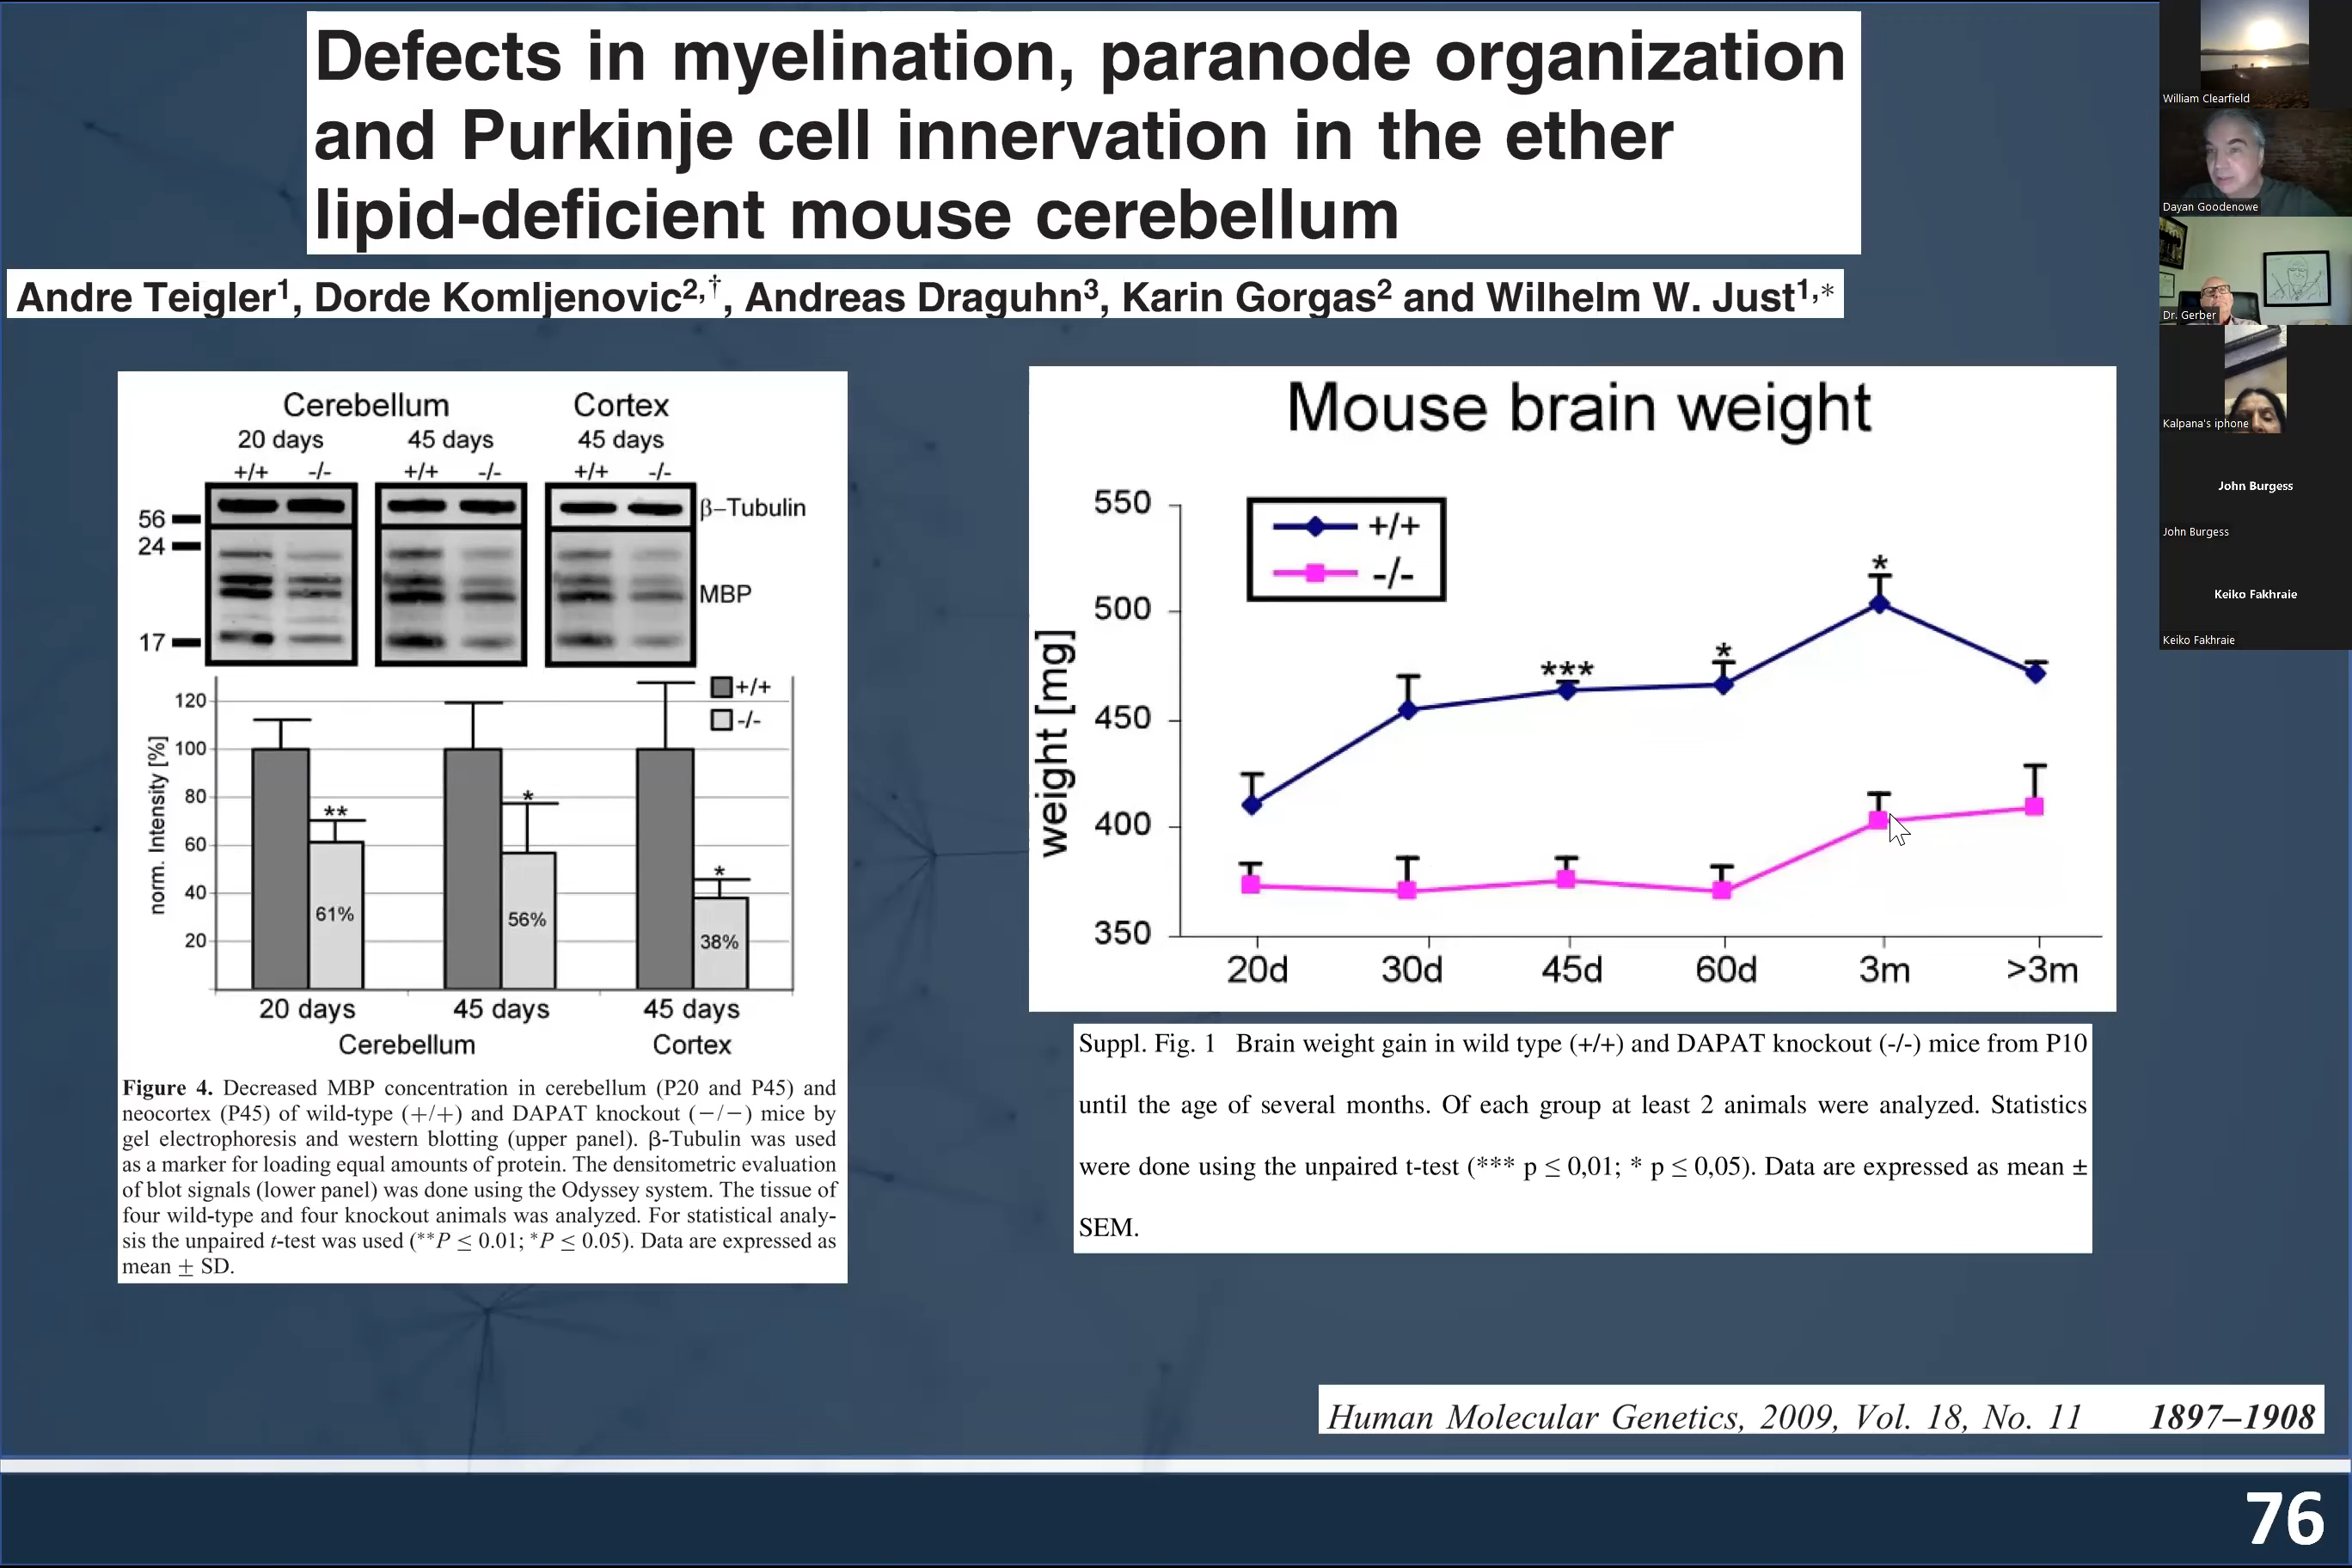 Defects in myelination, paranode organization
and Purkinje cell innervation in the ether
lipid-deficient mouse cerebellum
Andre Teigler1, Dorde Komljenovic2,†, Andreas Draguhn3, Karin Gorgas2 and Wilhelm W. Just1,*
Cerebellum Cortex
20 days 45 days 45 days
+/+ -/- +/+ -/- +/+ -/-
β–Tubulin
56
24
MBP
17
+/+
-/-
120
100
80
60
40
20
norm. Intensity [%]
** * *
61% 56% 38%
20 days 45 days 45 days
Cerebellum Cortex
Figure 4. Decreased MBP concentration in cerebellum (P20 and P45) and
neocortex (P45) of wild-type (+/+) and DAPAT knockout (−/−) mice by
gel electrophoresis and western blotting (upper panel). β-Tubulin was used
as a marker for loading equal amounts of protein. The densitometric evaluation
of blot signals (lower panel) was done using the Odyssey system. The tissue of
four wild-type and four knockout animals was analyzed. For statistical analy-
sis the unpaired t-test was used (**P ≤ 0.01; *P ≤ 0.05). Data are expressed as
mean ± SD.
Mouse brain weight
550
500
450
400
350
weight [mg]
+/+
-/-
*** * *
20d 30d 45d 60d 3m >3m
Suppl. Fig. 1 Brain weight gain in wild type (+/+) and DAPAT knockout (-/-) mice from P10
until the age of several months. Of each group at least 2 animals were analyzed. Statistics
were done using the unpaired t-test (*** p ≤ 0,01; * p ≤ 0,05). Data are expressed as mean ±
SEM.
Human Molecular Genetics, 2009, Vol. 18, No. 11 1897–1908
76
William Clearfield
Dayan Goodenowe
Dr. Gerber
Kalpana's iphone
John Burgess
John Burgess
Keiko Fakhraie
Keiko Fakhraie